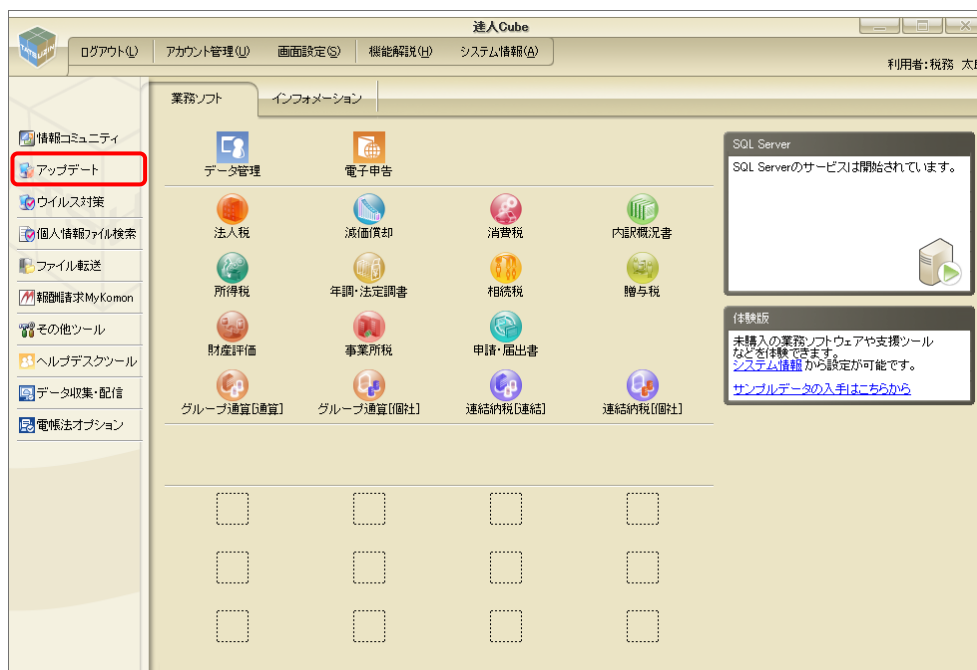 達人Cube
ログアウト(L)
アカウント管理(U)
画面設定(S)
機能解説(H)
システム情報(A)
利用者:税務 太
業務ソフト
インフォメーション
情報コミュニティ
アップデート
ウイルス対策
個人情報ファイル検索
ファイル転送
報酬請求MyKomon
その他ツール
ヘルプデスクツール
データ収集・配信
電帳法オプション
データ管理
電子申告
法人税
減価償却
消費税
内訳概況書
所得税
年調・法定調書
相続税
贈与税
財産評価
事業所税
申請・届出書
グループ通算[通算]
グループ通算[個社]
連結納税[連結]
連結納税[個社]
SQL Server
SQL Serverのサービスは開始されています。
体験版
未購入の業務ソフトウェアや支援ツール
などを体験できます。
システム情報 から設定が可能です。
サンプルデータの入手はこちらから